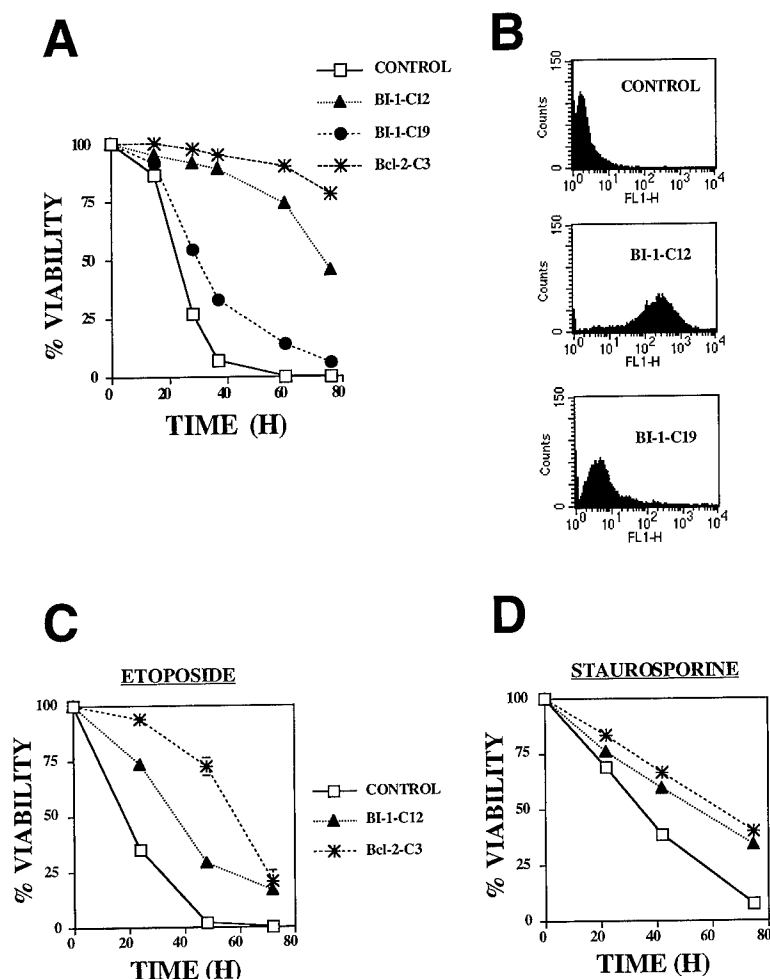 A
CONTROL
BI-1-C12
BI-1-C19
Bcl-2-C3
100
75
50
25
0
% VIABILITY
0 20 40 60 80
TIME (H)
B
150
CONTROL
Counts
0
10^0 10^1 10^2 10^3 10^4
FL1-H
150
BI-1-C12
Counts
0
10^0 10^1 10^2 10^3 10^4
FL1-H
150
BI-1-C19
Counts
0
10^0 10^1 10^2 10^3 10^4
FL1-H
C
ETOPOSIDE
100
75
50
25
0
% VIABILITY
0 20 40 60 80
TIME (H)
CONTROL
BI-1-C12
Bcl-2-C3
D
STAUROSPORINE
100
75
50
25
0
% VIABILITY
0 20 40 60 80
TIME (H)